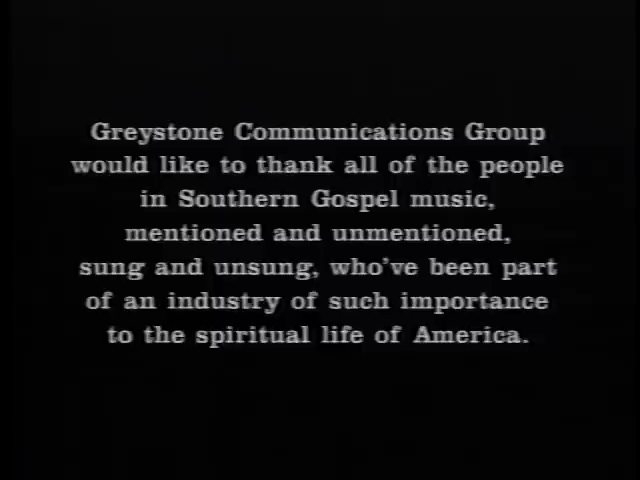 Greystone Communications Group
would like to thank all of the people
in Southern Gospel music,
mentioned and unmentioned,
sung and unsung, who've been part
of an industry of such importance
to the spiritual life of America.